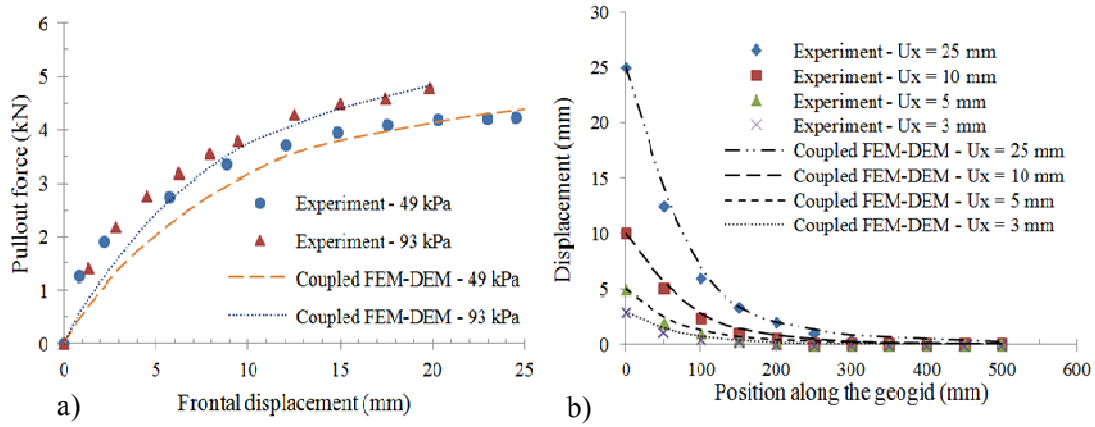 6
5
4
3
2
1
0
Pullout force (kN)
Experiment - 49 kPa
Experiment - 93 kPa
Coupled FEM-DEM - 49 kPa
Coupled FEM-DEM - 93 kPa
0 5 10 15 20 25
Frontal displacement (mm)
a)
30
25
20
15
10
5
0
Displacement (mm)
Experiment - Ux = 25 mm
Experiment - Ux = 10 mm
Experiment - Ux = 5 mm
Experiment - Ux = 3 mm
Coupled FEM-DEM - Ux = 25 mm
Coupled FEM-DEM - Ux = 10 mm
Coupled FEM-DEM - Ux = 5 mm
Coupled FEM-DEM - Ux = 3 mm
0 100 200 300 400 500 600
Position along the geogid (mm)
b)